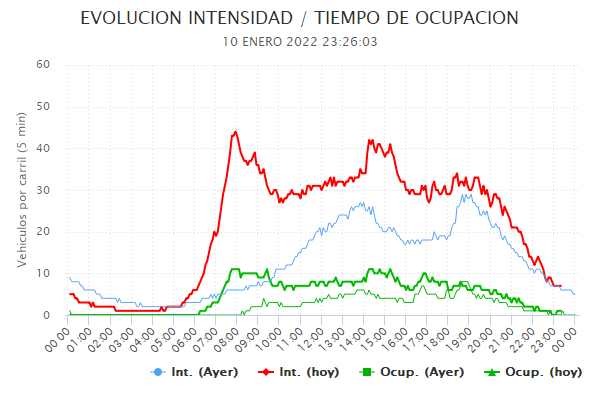 EVOLUCION INTENSIDAD / TIEMPO DE OCUPACION
10 ENERO 2022 23:26:03
Vehiculos por carril (5 min)
60
50
40
30
20
10
0
00:00 01:00 02:00 03:00 04:00 05:00 06:00 07:00 08:00 09:00 10:00 11:00 12:00 13:00 14:00 15:00 16:00 17:00 18:00 19:00 20:00 21:00 22:00 23:00 00:00
Int. (Ayer) Int. (hoy) Ocup. (Ayer) Ocup. (hoy)